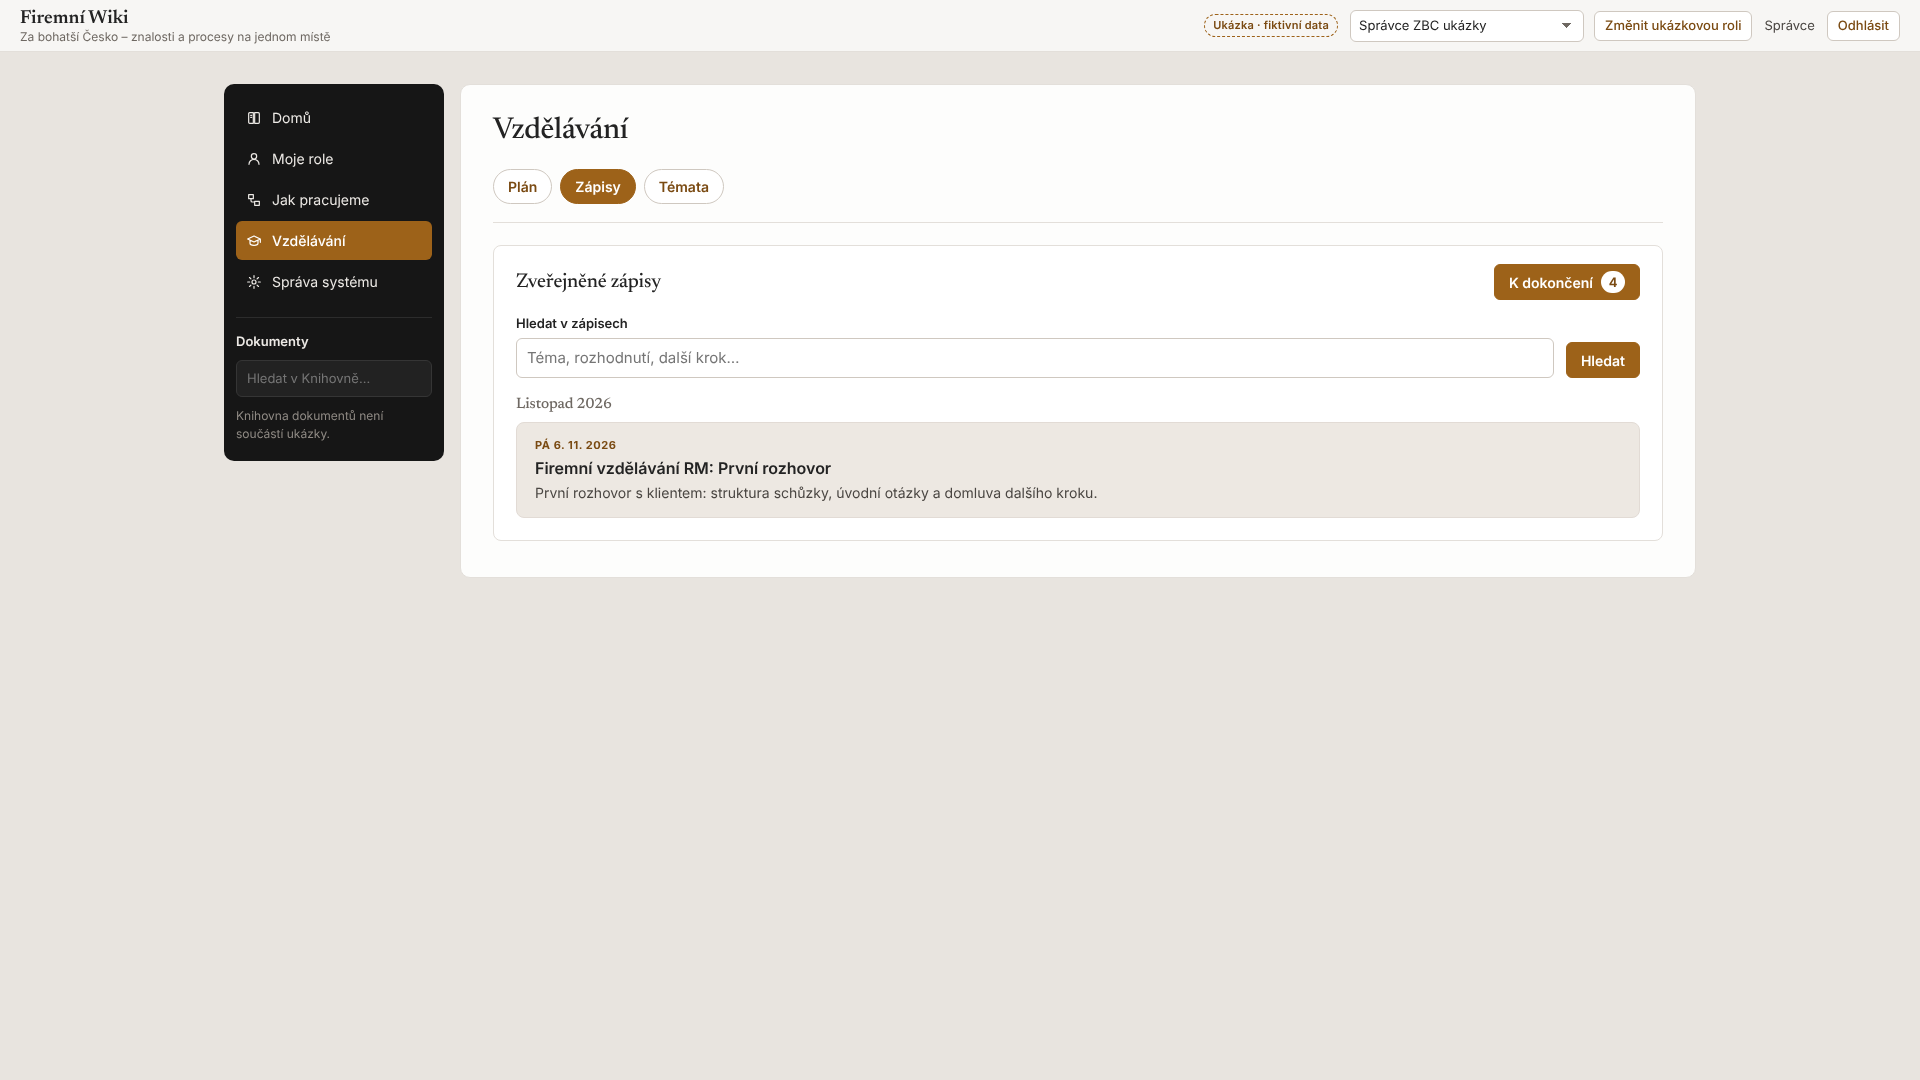 Firemní Wiki
Za bohatší Česko – znalosti a procesy na jednom místě
Ukázka · fiktivní data
Správce ZBC ukázky
Změnit ukázkovou roli
Správce
Odhlásit
Domů
Moje role
Jak pracujeme
Vzdělávání
Správa systému
Dokumenty
Hledat v Knihovně...
Knihovna dokumentů není
součástí ukázky.
Vzdělávání
Plán
Zápisy
Témata
Zveřejněné zápisy
K dokončení 4
Hledat v zápisech
Téma, rozhodnutí, další krok...
Hledat
Listopad 2026
PÁ 6. 11. 2026
Firemní vzdělávání RM: První rozhovor
První rozhovor s klientem: struktura schůzky, úvodní otázky a domluva dalšího kroku.